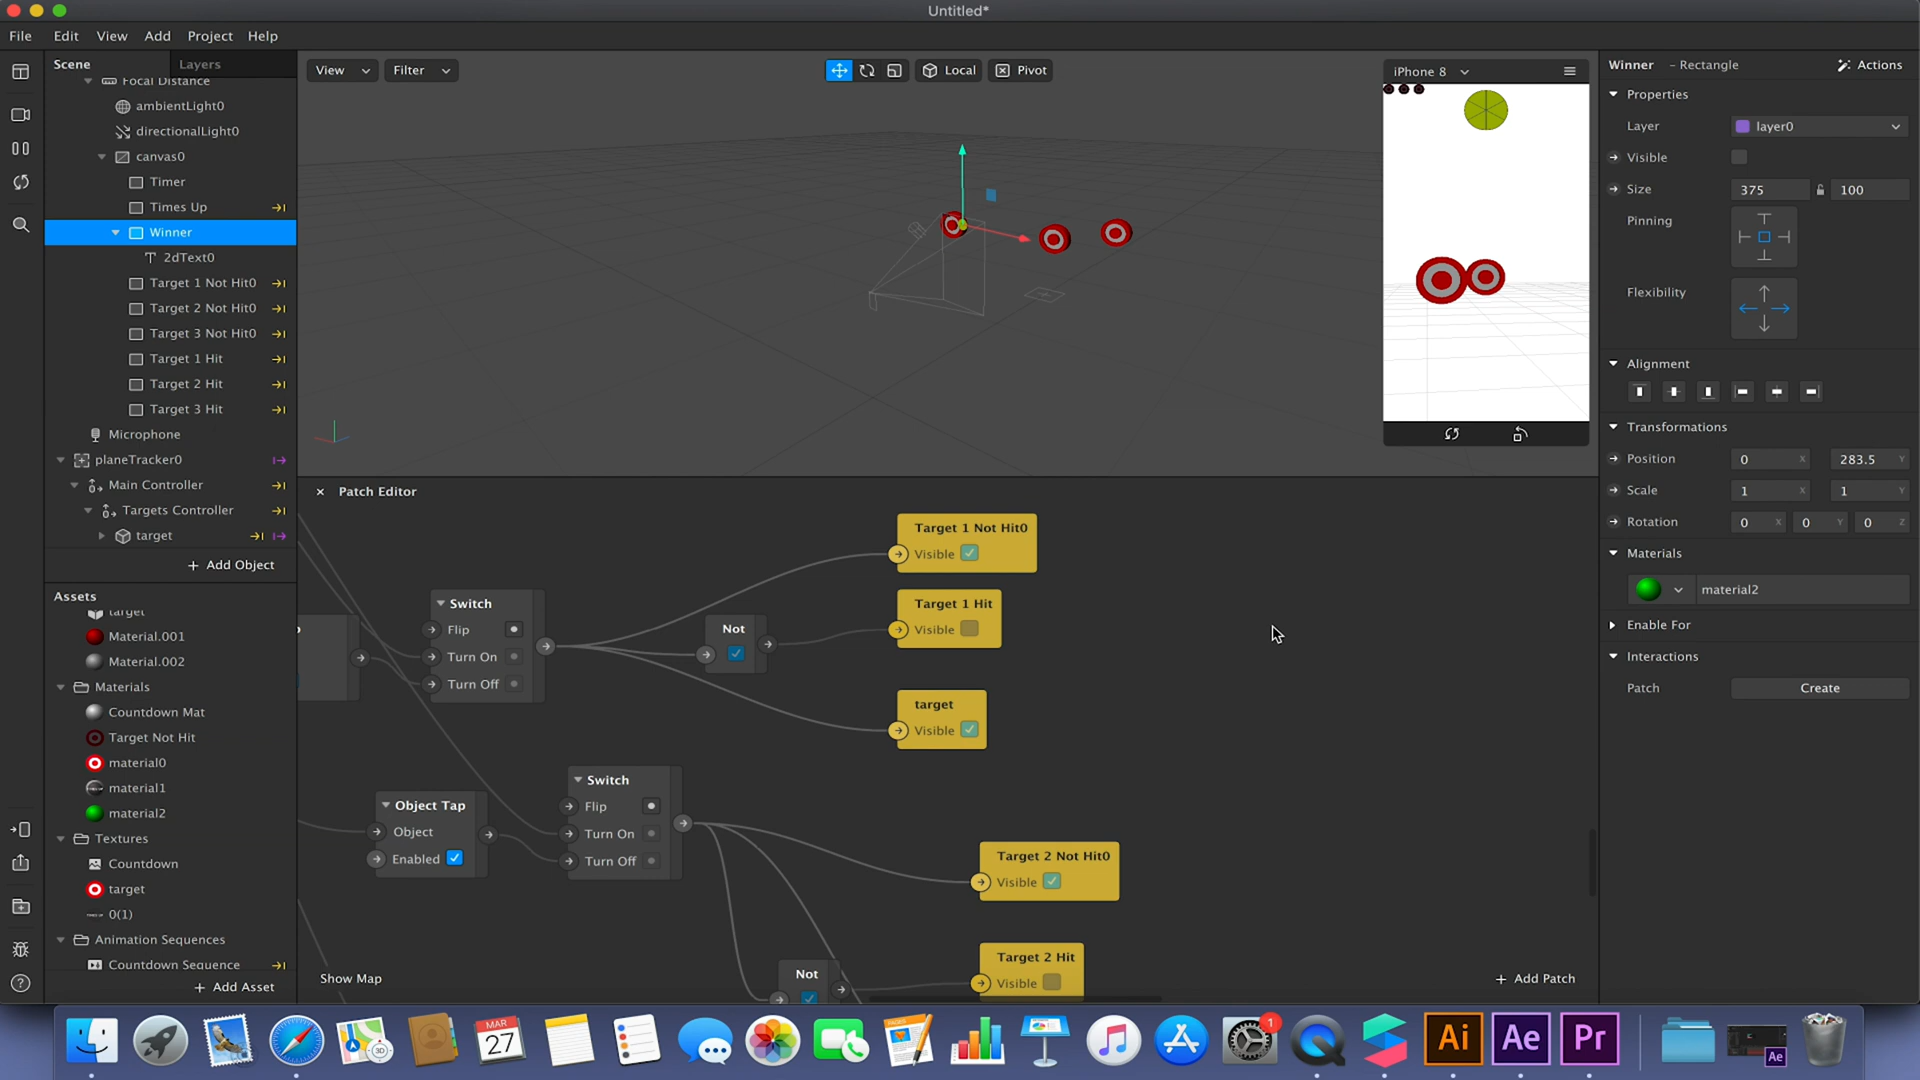 Untitled*
File Edit View Add Project Help
Scene Layers
Focal Distance
ambientLight0
directionalLight0
canvas0
Timer
Times Up
Winner
2dText0
Target 1 Not Hit0
Target 2 Not Hit0
Target 3 Not Hit0
Target 1 Hit
Target 2 Hit
Target 3 Hit
Microphone
planeTracker0
Main Controller
Targets Controller
target
+ Add Object
Assets
target
Material.001
Material.002
Materials
Countdown Mat
Target Not Hit
material0
material1
material2
Textures
Countdown
target
0(1)
Animation Sequences
Countdown Sequence
+ Add Asset
View Filter
Local Pivot
iPhone 8
Patch Editor
Target 1 Not Hit0
Visible
Switch
Flip
Turn On
Turn Off
Not
Target 1 Hit
Visible
target
Visible
Object Tap
Object
Enabled
Switch
Flip
Turn On
Turn Off
Target 2 Not Hit0
Visible
Not
Target 2 Hit
Visible
Show Map
+ Add Patch
Winner - Rectangle Actions
Properties
Layer layer0
Visible
Size 375 100
Pinning
Flexibility
Alignment
Transformations
Position 0 X 283.5 Y
Scale 1 X 1 Y
Rotation 0 X 0 Y 0 Z
Materials
material2
Enable For
Interactions
Patch Create
MAR
27
3D
1
Ai Ae Pr
Ae